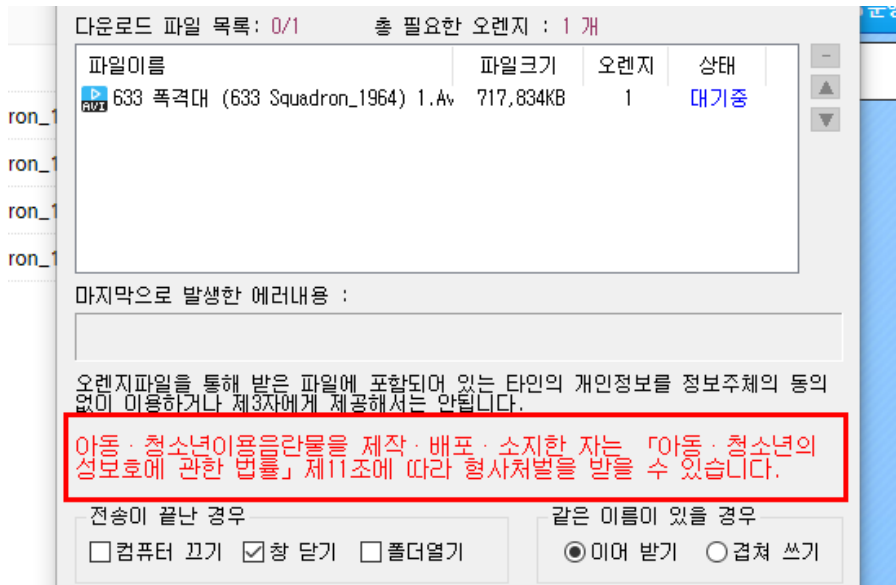 다운로드 파일 목록: 0/1 총 필요한 오렌지 : 1 개
파일이름 파일크기 오렌지 상태
AVI 633 폭격대 (633 Squadron_1964) 1.Av 717,834KB 1 대기중
ron_1
ron_1
ron_1
ron_1
마지막으로 발생한 에러내용 :
오렌지파일을 통해 받은 파일에 포함되어 있는 타인의 개인정보를 정보주체의 동의
없이 이용하거나 제3자에게 제공해서는 안됩니다.
아동 · 청소년이용음란물을 제작 · 배포 · 소지한 자는 「아동 · 청소년의
성보호에 관한 법률」 제11조에 따라 형사처벌을 받을 수 있습니다.
전송이 끝난 경우 같은 이름이 있을 경우
컴퓨터 끄기 창 닫기 폴더열기 이어 받기 겹쳐 쓰기